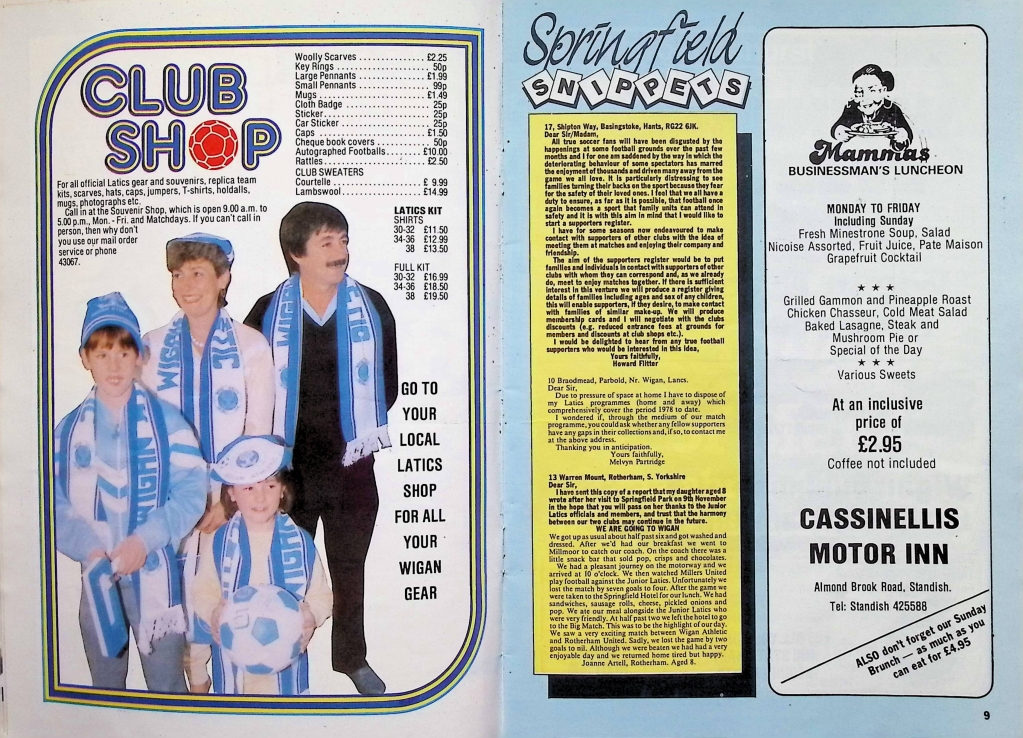 CLUB
SHOP
For all official Latics gear and souvenirs, replica team
kits, scarves, hats, caps, jumpers, T-shirts, holdalls,
mugs, photographs etc.
Call in at the Souvenir Shop, which is open 9.00 a.m. to
5.00 p.m., Mon. - Fri. and Matchdays. If you can't call in
person, then why don't
you use our mail order
service or phone
43067.
Woolly Scarves . . . . . . . . . . . . . £2.25
Key Rings . . . . . . . . . . . . . . . . . 50p
Large Pennants . . . . . . . . . . . . £1.99
Small Pennants . . . . . . . . . . . . . 99p
Mugs . . . . . . . . . . . . . . . . . . . £1.49
Cloth Badge . . . . . . . . . . . . . . . 25p
Sticker. . . . . . . . . . . . . . . . . . . 25p
Car Sticker . . . . . . . . . . . . . . . . 25p
Caps . . . . . . . . . . . . . . . . . . . £1.50
Cheque book covers . . . . . . . . . 50p
Autographed Footballs. . . . . . . £10.00
Rattles . . . . . . . . . . . . . . . . . . £2.50
CLUB SWEATERS
Courtelle . . . . . . . . . . . . . . . . £ 9.99
Lambswool. . . . . . . . . . . . . . . £14.99
LATICS KIT
SHIRTS
30-32 £11.50
34-36 £12.99
38 £13.50
FULL KIT
30-32 £16.99
34-36 £18.50
38 £19.50
GO TO
YOUR
LOCAL
LATICS
SHOP
FOR ALL
YOUR
WIGAN
GEAR
WIGAN
Springfield
SNIPPETS
17, Shipton Way, Basingstoke, Hants, RG22 6JK.
Dear Sir/Madam,
All true soccer fans will have been disgusted by the
happenings at some football grounds over the past few
months and I for one am saddened by the way in which the
deteriorating behaviour of some spectators has marred
the enjoyment of thousands and driven many away from the
game we all love. It is particularly distressing to see
families turning their backs on the sport because they fear
for the safety of their loved ones. I feel that we all have a
duty to ensure, as far as it is possible, that football once
again becomes a sport that family units can attend in
safety and it is with this aim in mind that I would like to
start a supporters register.
I have for some seasons now endeavoured to make
contact with supporters of other clubs with the idea of
meeting them at matches and enjoying their company and
friendship.
The aim of the supporters register would be to put
families and individuals in contact with supporters of other
clubs with whom they can correspond and, as we already
do, meet to enjoy matches together. If there is sufficient
interest in this venture we will produce a register giving
details of families including ages and sex of any children,
this will enable supporters, if they desire, to make contact
with families of similar make-up. We will produce
membership cards and I will negotiate with the clubs
discounts (e.g. reduced entrance fees at grounds for
members and discounts at club shops etc.).
I would be delighted to hear from any true football
supporters who would be interested in this idea,
Yours faithfully,
Howard Flitter
10 Broadmead, Parbold, Nr. Wigan, Lancs.
Dear Sir,
Due to pressure of space at home I have to dispose of
my Latics programmes (home and away) which
comprehensively cover the period 1978 to date.
I wondered if, through the medium of our match
programme, you could ask whether any fellow supporters
have any gaps in their collections and, if so, to contact me
at the above address.
Thanking you in anticipation.
Yours faithfully,
Melvyn Partridge
13 Warren Mount, Rotherham, S. Yorkshire
Dear Sir,
I have sent this copy of a report that my daughter aged 8
wrote after her visit to Springfield Park on 9th November
in the hope that you will pass on her thanks to the Junior
Latics officials and members, and trust that the harmony
between our two clubs may continue in the future.
WE ARE GOING TO WIGAN
We got up as usual about half past six and got washed and
dressed. After we'd had our breakfast we went to
Millmoor to catch our coach. On the coach there was a
little snack bar that sold pop, crisps and chocolates.
We had a pleasant journey on the motorway and we
arrived at 10 o'clock. We then watched Millers United
play football against the Junior Latics. Unfortunately we
lost the match by seven goals to four. After the game we
were taken to the Springfield Hotel for our lunch. We had
sandwiches, sausage rolls, cheese, pickled onions and
pop. We ate our meal alongside the Junior Latics who
were very friendly. At half past two we left the hotel to go
to the Big Match. This was to be the highlight of our day.
We saw a very exciting match between Wigan Athletic
and Rotherham United. Sadly, we lost the game by two
goals to nil. Although we were beaten we had had a very
enjoyable day and we returned home tired but happy.
Joanne Artell, Rotherham. Aged 8.
Mammas
BUSINESSMAN'S LUNCHEON
MONDAY TO FRIDAY
Including Sunday
Fresh Minestrone Soup, Salad
Nicoise Assorted, Fruit Juice, Pate Maison
Grapefruit Cocktail
★ ★ ★
Grilled Gammon and Pineapple Roast
Chicken Chasseur, Cold Meat Salad
Baked Lasagne, Steak and
Mushroom Pie or
Special of the Day
★ ★ ★
Various Sweets
At an inclusive
price of
£2.95
Coffee not included
CASSINELLIS
MOTOR INN
Almond Brook Road, Standish.
Tel: Standish 425588
ALSO don't forget our Sunday
Brunch — as much as you
can eat for £4.95
9